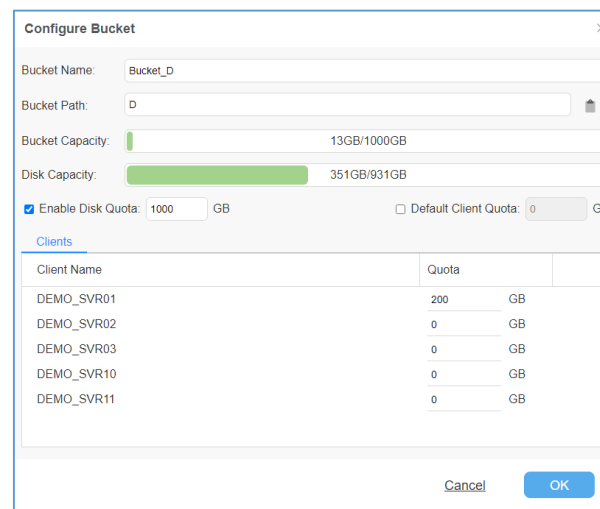 Configure Bucket
Bucket Name: Bucket_D
Bucket Path: D
Bucket Capacity: 13GB/1000GB
Disk Capacity: 351GB/931GB
Enable Disk Quota: 1000 GB Default Client Quota: 0 G
Clients
Client Name Quota
DEMO_SVR01 200 GB
DEMO_SVR02 0 GB
DEMO_SVR03 0 GB
DEMO_SVR10 0 GB
DEMO_SVR11 0 GB
Cancel OK